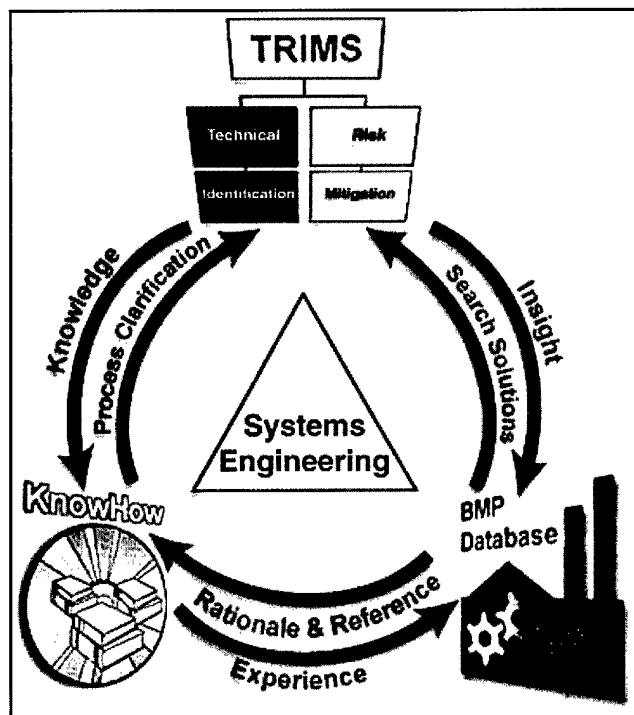 TRIMS
Technical
Risk
Identification
Mitigation
Knowledge
Process Clarification
Insight
Search Solutions
Systems
Engineering
KnowHow
BMP
Database
Rationale & Reference
Experience